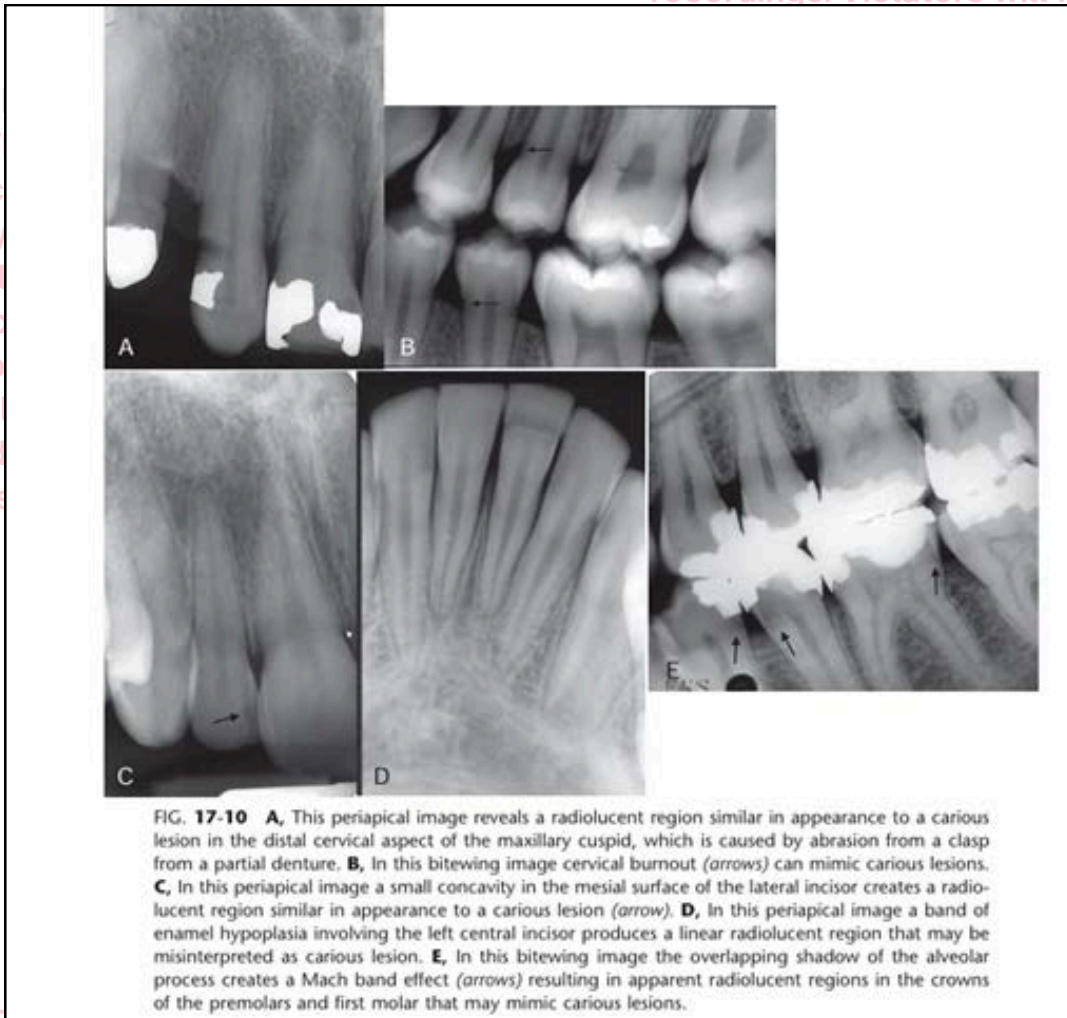 A
B
C
D
E
FIG. 17-10 A, This periapical image reveals a radiolucent region similar in appearance to a carious
lesion in the distal cervical aspect of the maxillary cuspid, which is caused by abrasion from a clasp
from a partial denture. B, In this bitewing image cervical burnout (arrows) can mimic carious lesions.
C, In this periapical image a small concavity in the mesial surface of the lateral incisor creates a radio-
lucent region similar in appearance to a carious lesion (arrow). D, In this periapical image a band of
enamel hypoplasia involving the left central incisor produces a linear radiolucent region that may be
misinterpreted as carious lesion. E, In this bitewing image the overlapping shadow of the alveolar
process creates a Mach band effect (arrows) resulting in apparent radiolucent regions in the crowns
of the premolars and first molar that may mimic carious lesions.